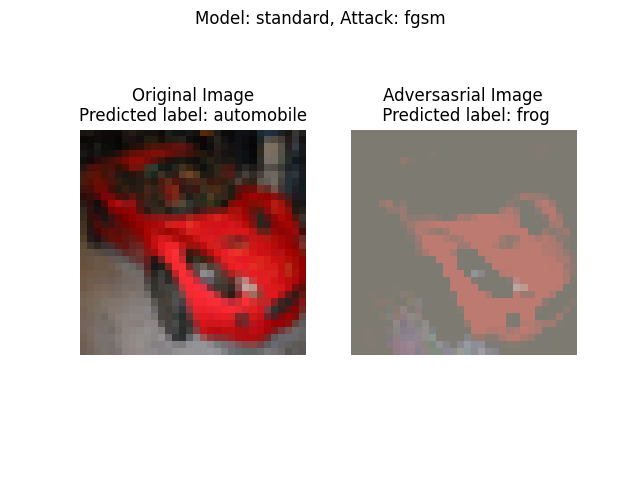 Model: standard, Attack: fgsm
Original Image
Predicted label: automobile
Adversasrial Image
Predicted label: frog